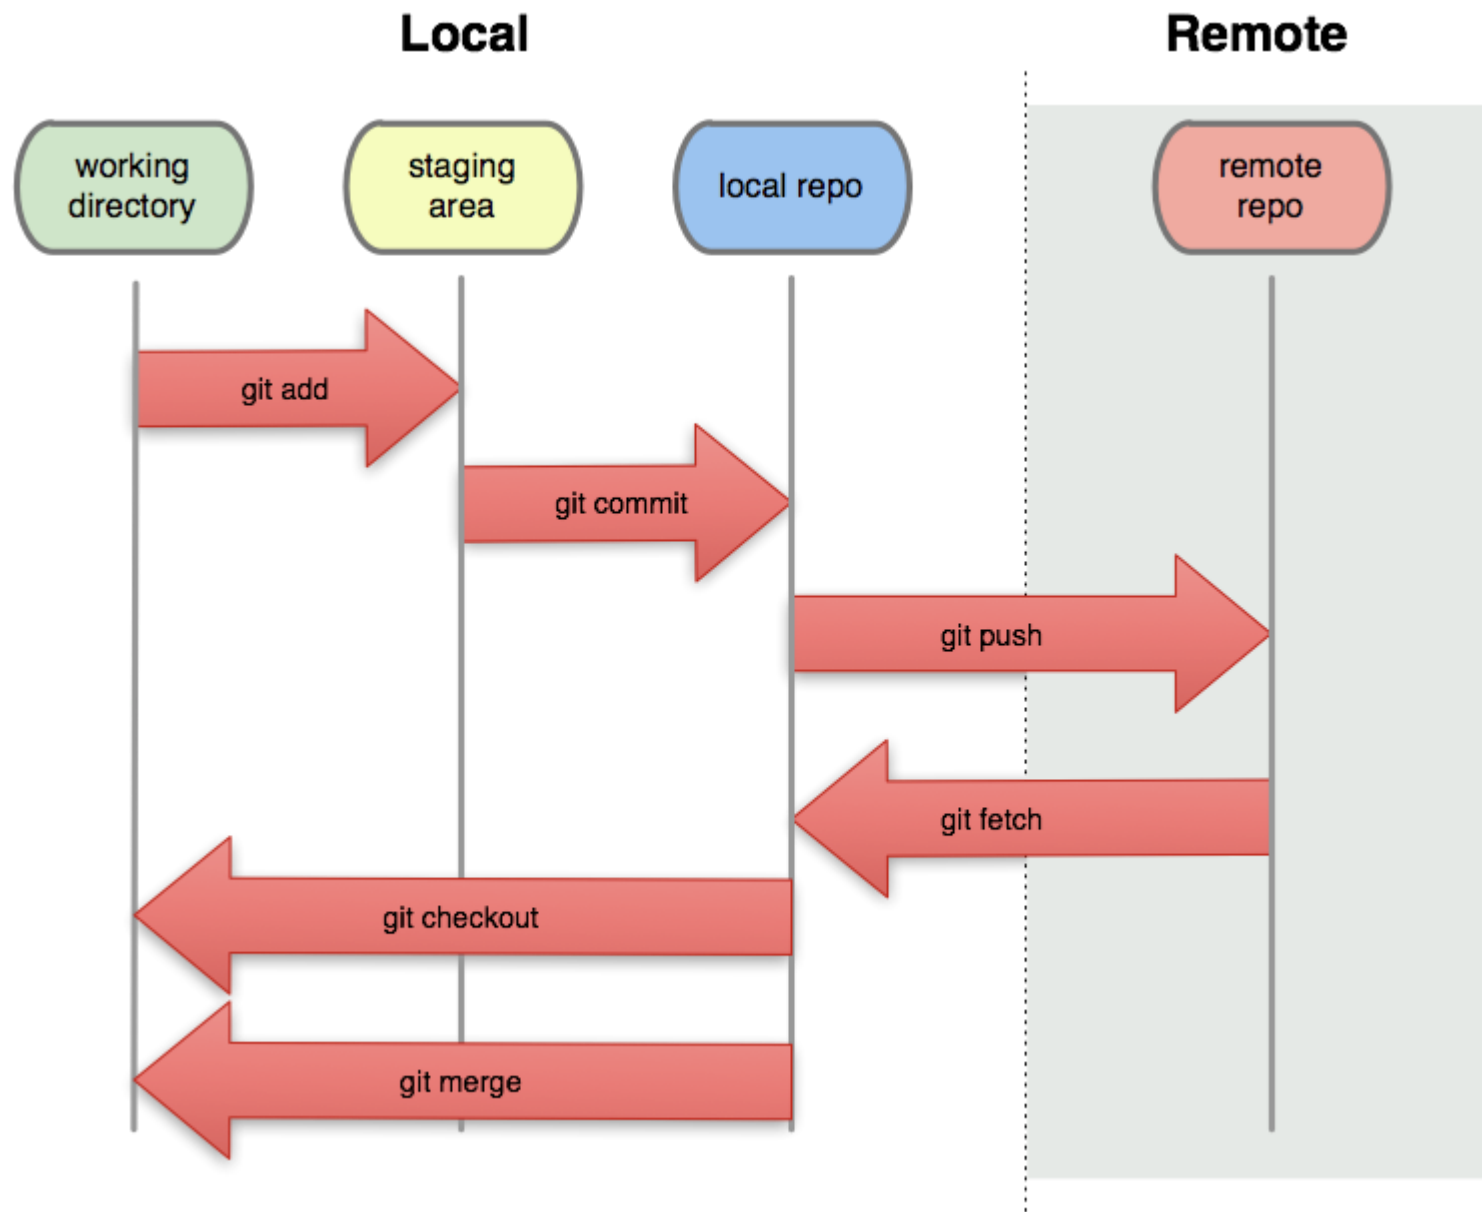 Local
Remote
working
directory
staging
area
local repo
remote
repo
git add
git commit
git push
git fetch
git checkout
git merge